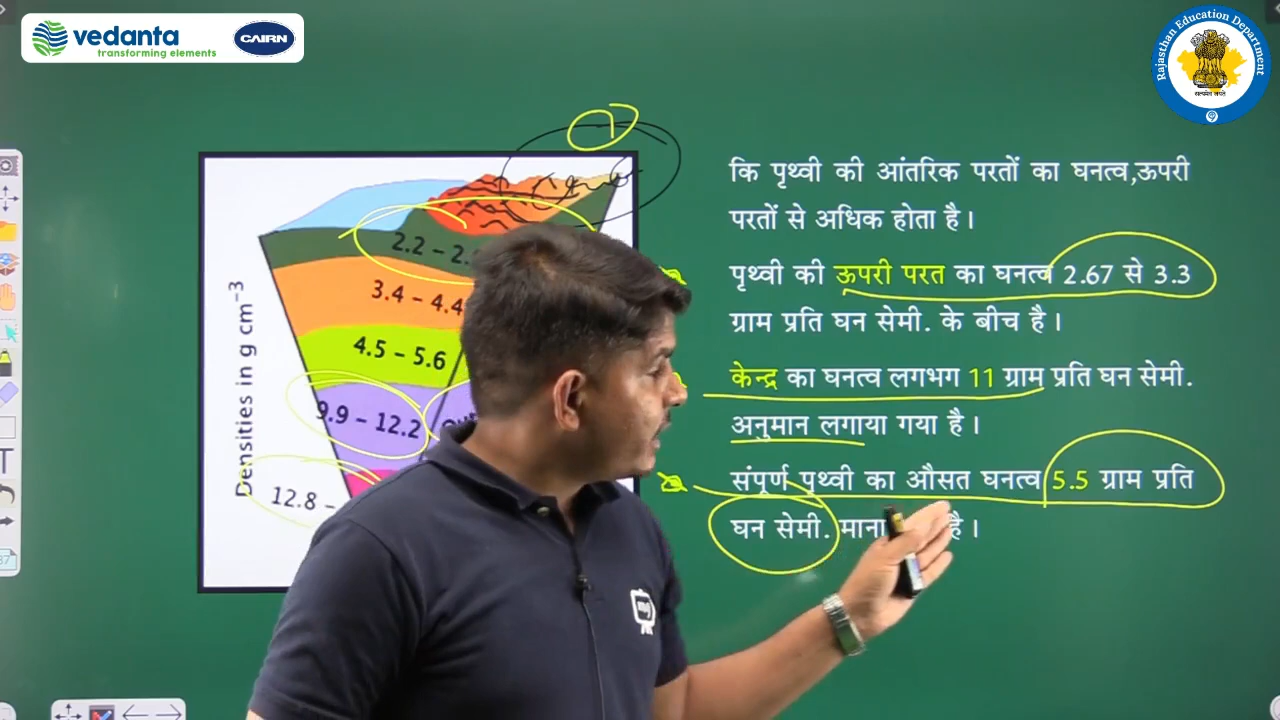 vedanta
transforming elements
CAIRN
Rajasthan Education Department
सत्यमेव जयते
कि पृथ्वी की आंतरिक परतों का घनत्व,ऊपरी
परतों से अधिक होता है।
पृथ्वी की ऊपरी परत का घनत्व 2.67 से 3.3
ग्राम प्रति घन सेमी. के बीच है।
केन्द्र का घनत्व लगभग 11 ग्राम प्रति घन सेमी.
अनुमान लगाया गया है।
संपूर्ण पृथ्वी का औसत घनत्व 5.5 ग्राम प्रति
घन सेमी. माना है।
Densities in g cm⁻³
2.2 – 2.
3.4 – 4.4
4.5 – 5.6
9.9 – 12.2
12.8 –